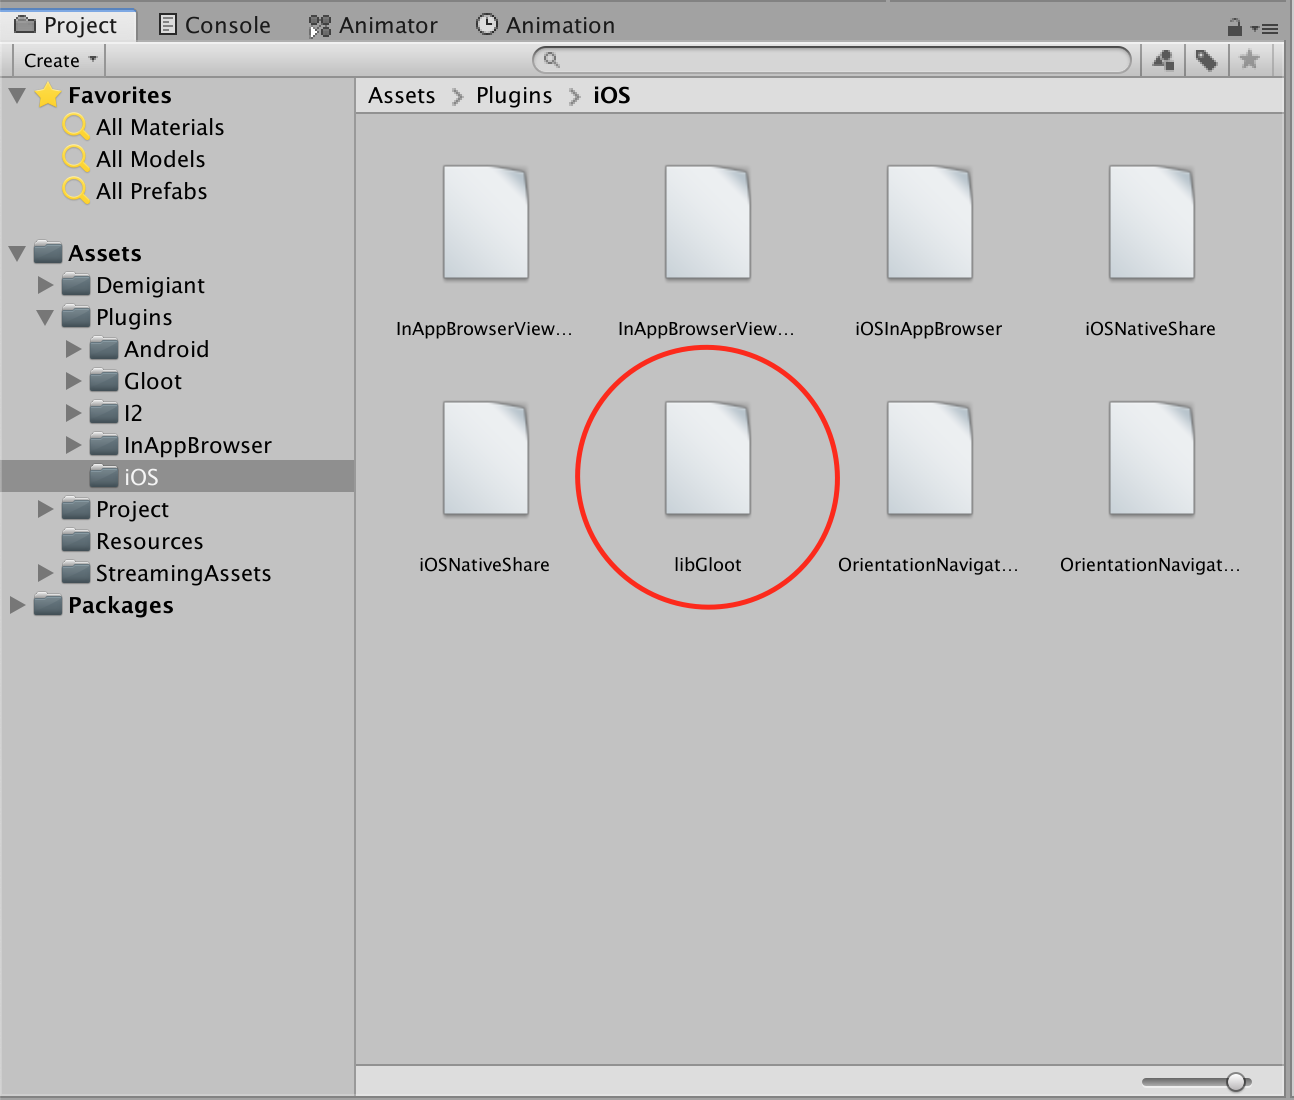 Project Console Animator Animation
Create
Favorites
All Materials
All Models
All Prefabs
Assets
Demigiant
Plugins
Android
Gloot
I2
InAppBrowser
iOS
Project
Resources
StreamingAssets
Packages
Assets Plugins iOS
InAppBrowserView... InAppBrowserView... iOSInAppBrowser iOSNativeShare
iOSNativeShare libGloot OrientationNavigat... OrientationNavigat...